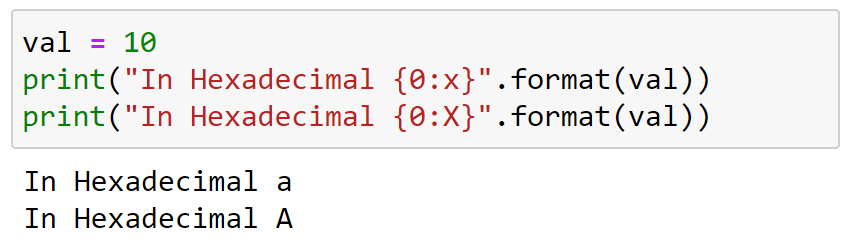 val = 10
print("In Hexadecimal {0:x}".format(val))
print("In Hexadecimal {0:X}".format(val))
In Hexadecimal a
In Hexadecimal A